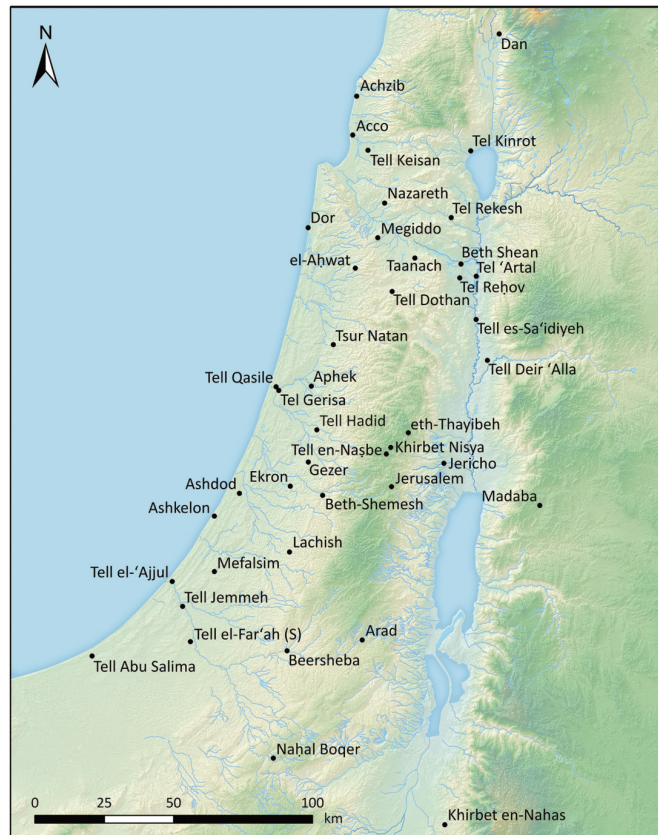 N
Dan
Achzib
Acco
Tel Kinrot
Tell Keisan
Nazareth
Tel Rekesh
Dor
Megiddo
Beth Shean
el-Aḥwat
Taanach
Tel ʻArtal
Tel Reḥov
Tell Dothan
Tell es-Saʻidiyeh
Tsur Natan
Tell Deir ʻAlla
Tell Qasile
Aphek
Tel Gerisa
Tell Hadid
eth-Thayibeh
Khirbet Nisya
Tell en-Naṣbe
Gezer
Jericho
Ekron
Jerusalem
Ashdod
Beth-Shemesh
Madaba
Ashkelon
Lachish
Mefalsim
Tell el-ʻAjjul
Tell Jemmeh
Tell el-Farʻah (S)
Arad
Beersheba
Tell Abu Salima
Naḥal Boqer
0 25 50 100
km
Khirbet en-Nahas